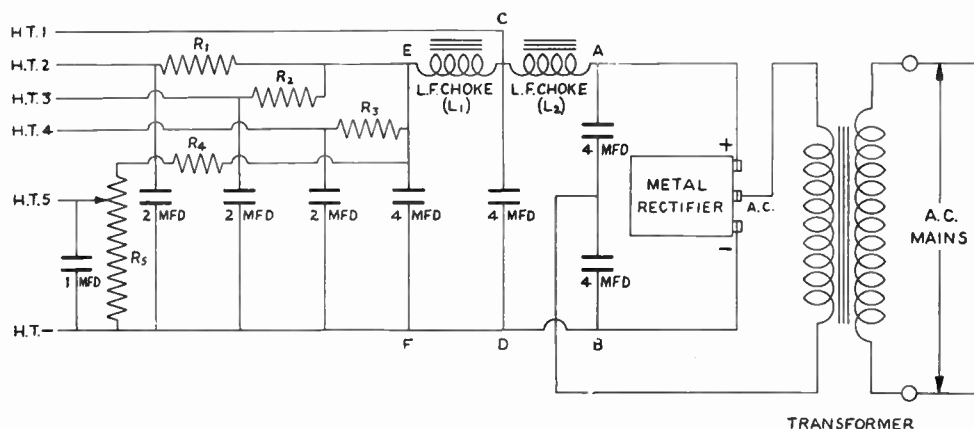 C
H.T.1
H.T.2
R1
E
A
L.F.CHOKE
(L1)
L.F.CHOKE
(L2)
H.T.3
R2
H.T.4
R3
R4
+
4 MFD
METAL
RECTIFIER
A.C.
-
A.C.
MAINS
H.T.5
2 MFD
2 MFD
2 MFD
4 MFD
4 MFD
R5
1 MFD
4 MFD
H.T.-
F
D
B
TRANSFORMER